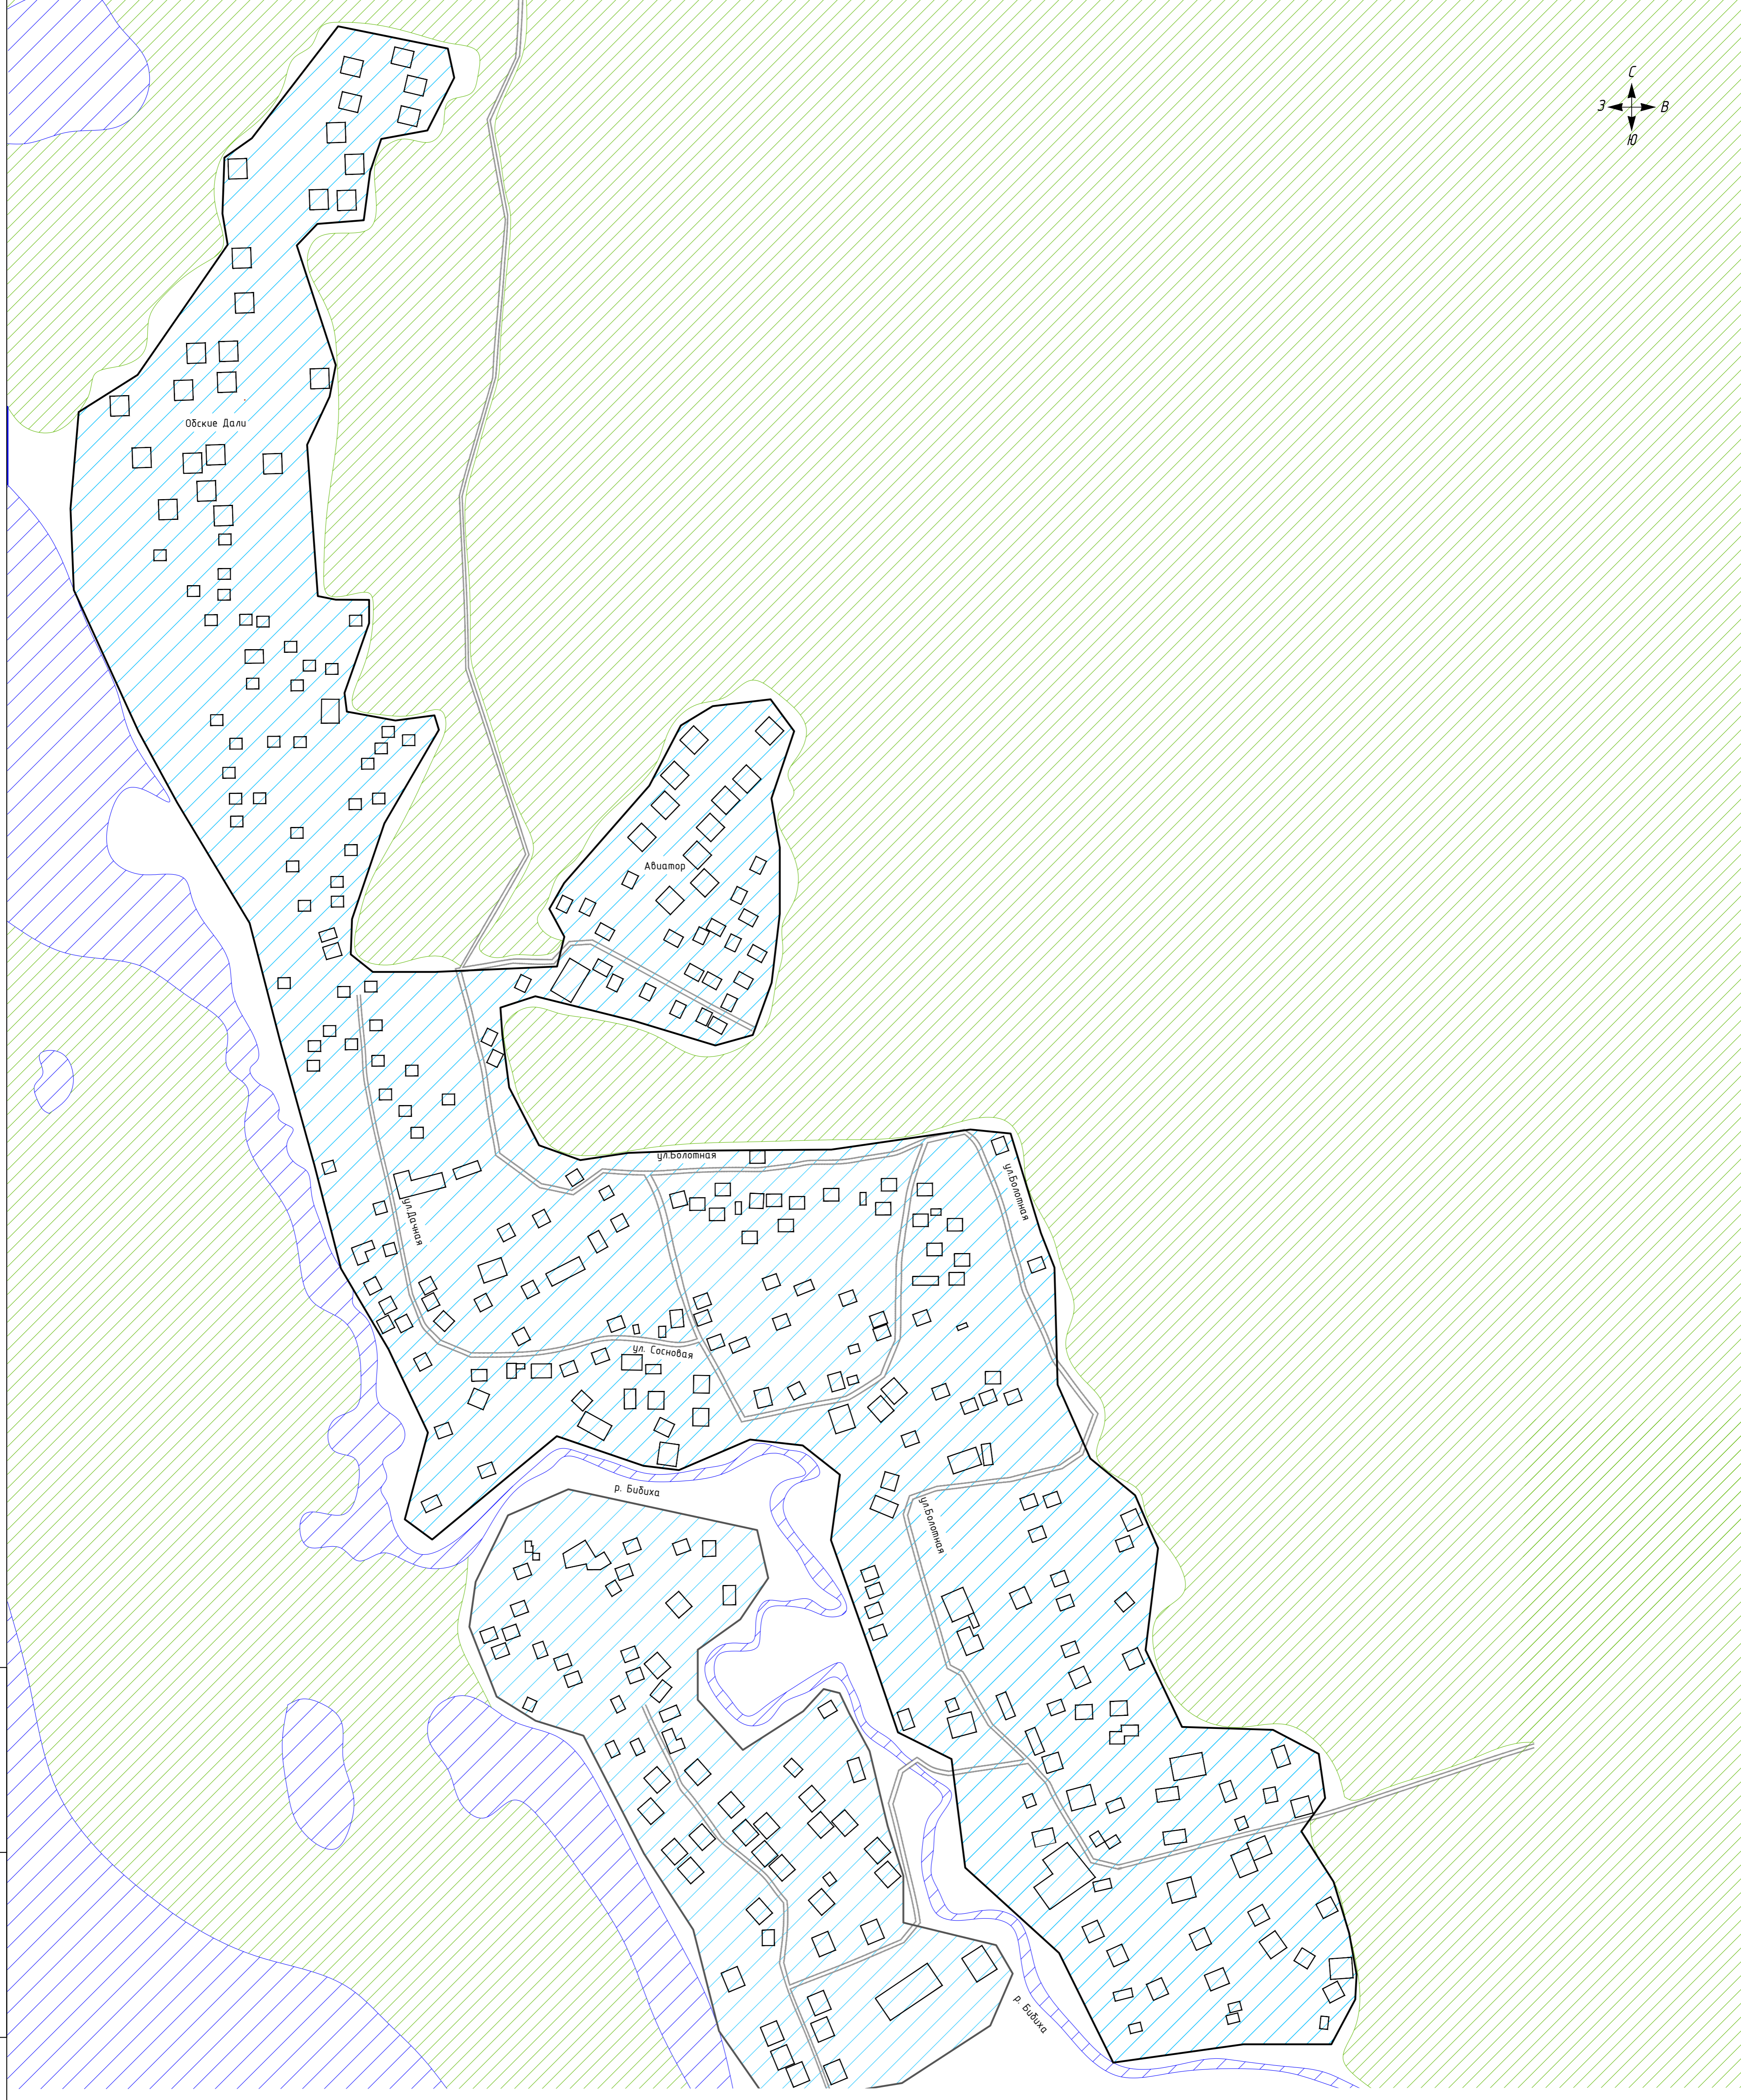 С
З В
Ю
Обские Дали
Авиатор
ул.Болотная
ул.Болотная
ул.Дачная
ул. Сосновая
р. Бибиха
ул.Болотная
р. Бибиха